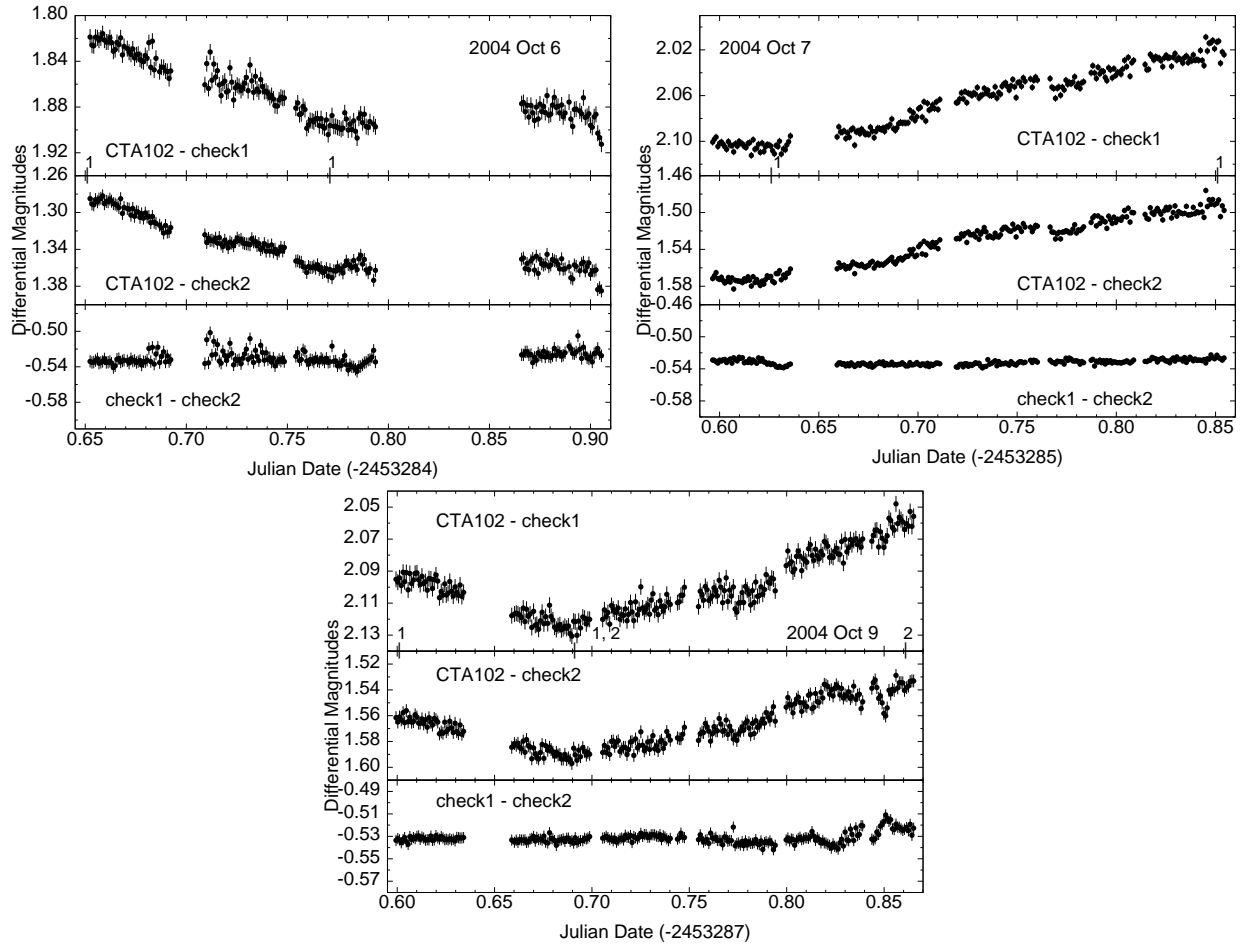 1.80
1.84
1.88
1.92
1.26
1.30
1.34
1.38
-0.50
-0.54
-0.58
Differential Magnitudes
2004 Oct 6
CTA102 - check1
1
1
CTA102 - check2
check1 - check2
0.65 0.70 0.75 0.80 0.85 0.90
Julian Date (-2453284)
2.02
2.06
2.10
1.46
1.50
1.54
1.58
-0.46
-0.50
-0.54
-0.58
Differential Magnitudes
2004 Oct 7
CTA102 - check1
1
1
CTA102 - check2
check1 - check2
0.60 0.65 0.70 0.75 0.80 0.85
Julian Date (-2453285)
2.05
2.07
2.09
2.11
2.13
1.52
1.54
1.56
1.58
1.60
-0.49
-0.51
-0.53
-0.55
-0.57
Differential Magnitudes
CTA102 - check1
1
1, 2
2004 Oct 9
2
CTA102 - check2
check1 - check2
0.60 0.65 0.70 0.75 0.80 0.85
Julian Date (-2453287)